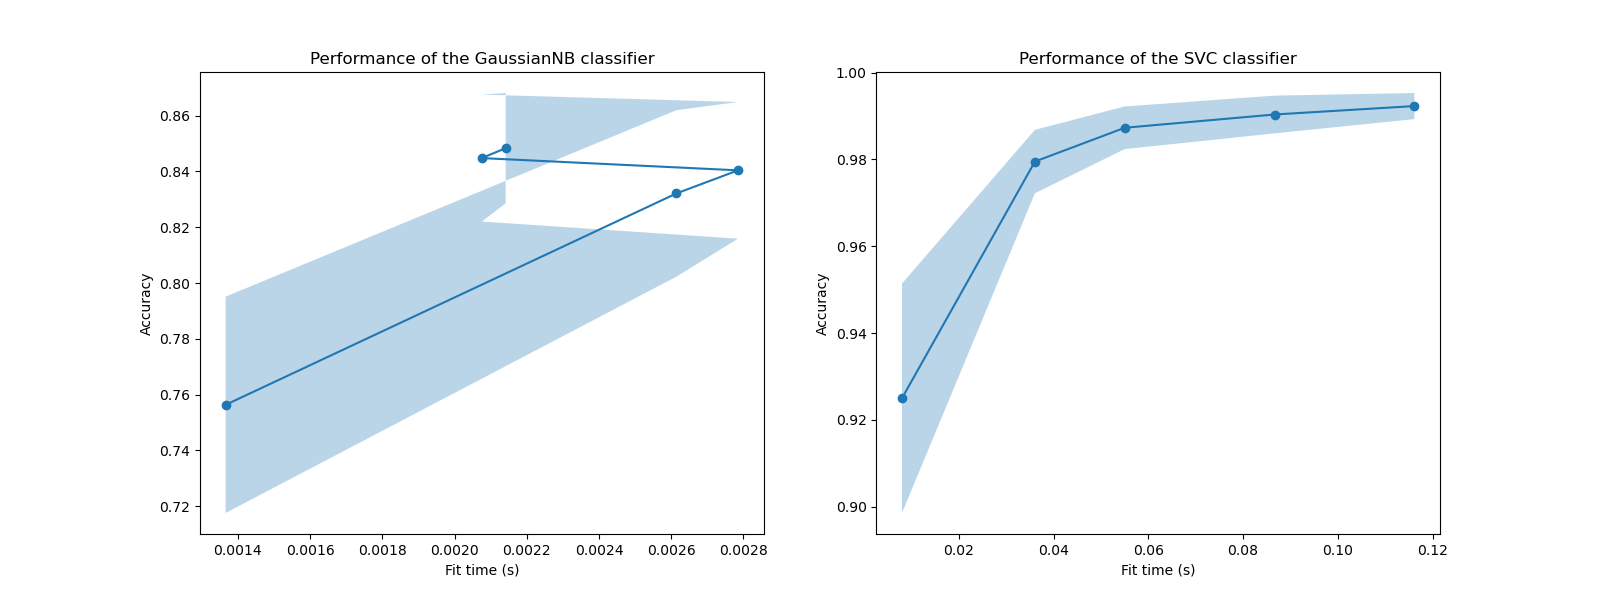 Performance of the GaussianNB classifier
Accuracy
0.86
0.84
0.82
0.80
0.78
0.76
0.74
0.72
0.0014 0.0016 0.0018 0.0020 0.0022 0.0024 0.0026 0.0028
Fit time (s)
Performance of the SVC classifier
Accuracy
1.00
0.98
0.96
0.94
0.92
0.90
0.02 0.04 0.06 0.08 0.10 0.12
Fit time (s)